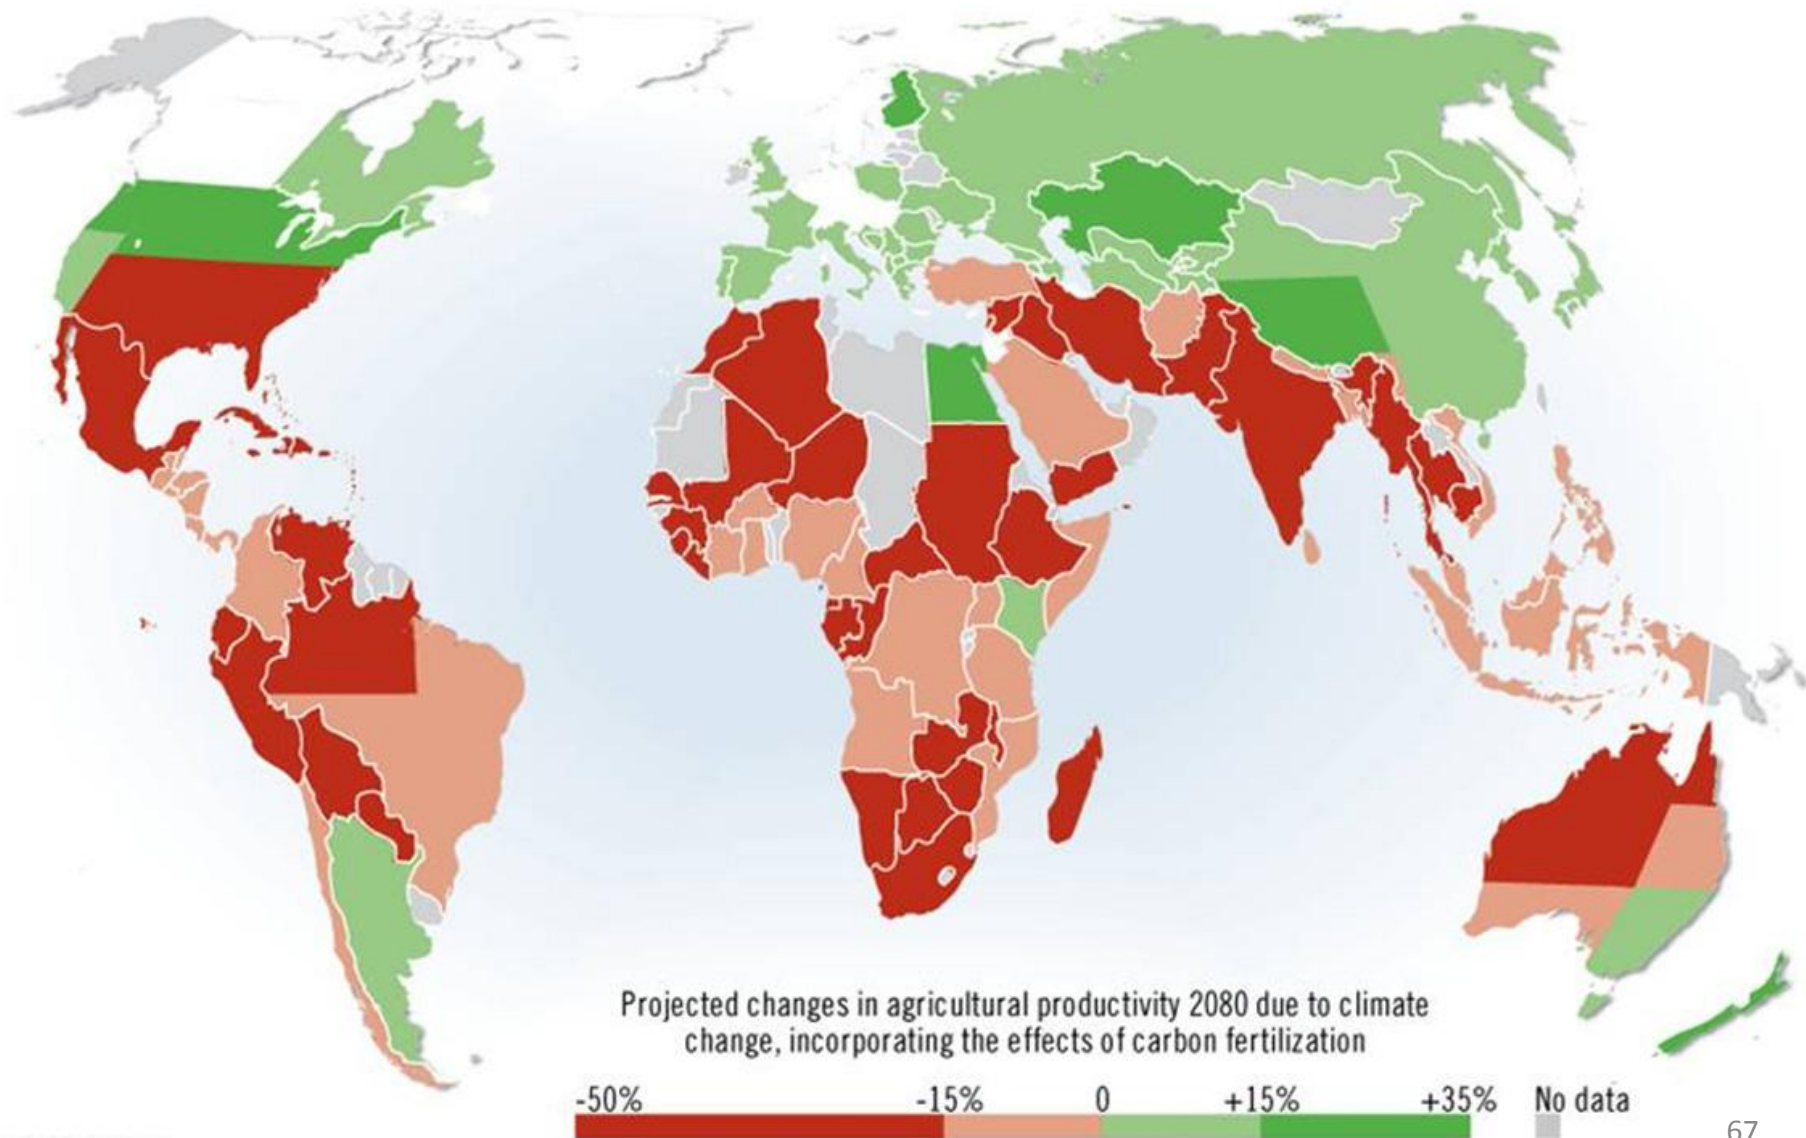 Projected changes in agricultural productivity 2080 due to climate
change, incorporating the effects of carbon fertilization
-50% -15% 0 +15% +35% No data
67